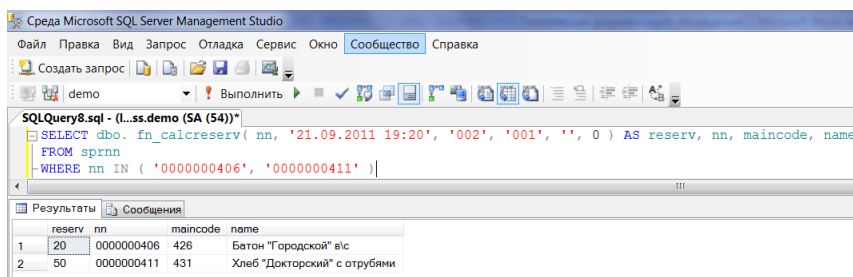 Среда Microsoft SQL Server Management Studio
Файл Правка Вид Запрос Отладка Сервис Окно Сообщество Справка
Создать запрос
demo Выполнить
SQLQuery8.sql - (l...ss.demo (SA (54))*
SELECT dbo. fn_calcreserv( nn, '21.09.2011 19:20', '002', '001', '', 0 ) AS reserv, nn, maincode, name
FROM sprnn
WHERE nn IN ( '0000000406', '0000000411' )
Результаты Сообщения
reserv nn maincode name
1 20 0000000406 426 Батон "Городской" в\с
2 50 0000000411 431 Хлеб "Докторский" с отрубями